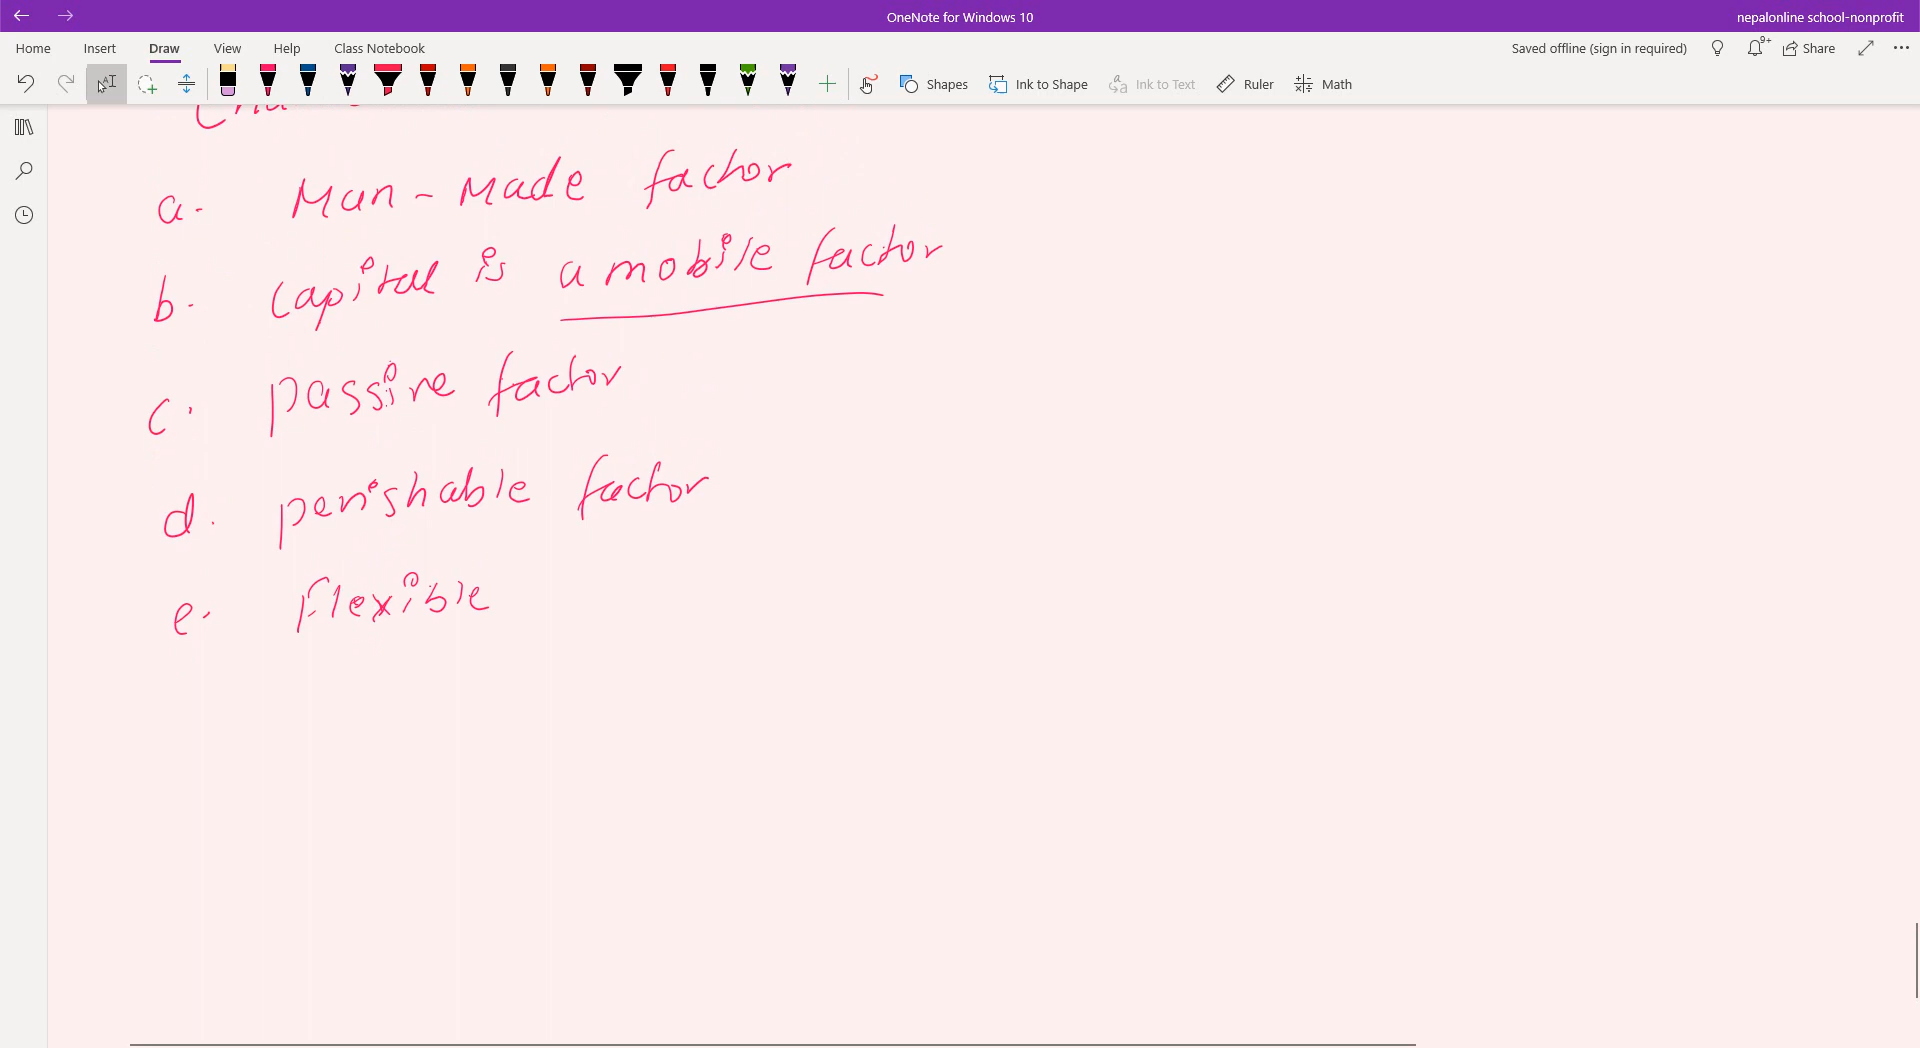 OneNote for Windows 10
nepalonline school-nonprofit
Home Insert Draw View Help Class Notebook
Saved offline (sign in required) 9+ Share
Shapes Ink to Shape Ink to Text Ruler Math
a. Man-Made factor
b. Capital is a mobile factor
c. passive factor
d. perishable factor
e. Flexible